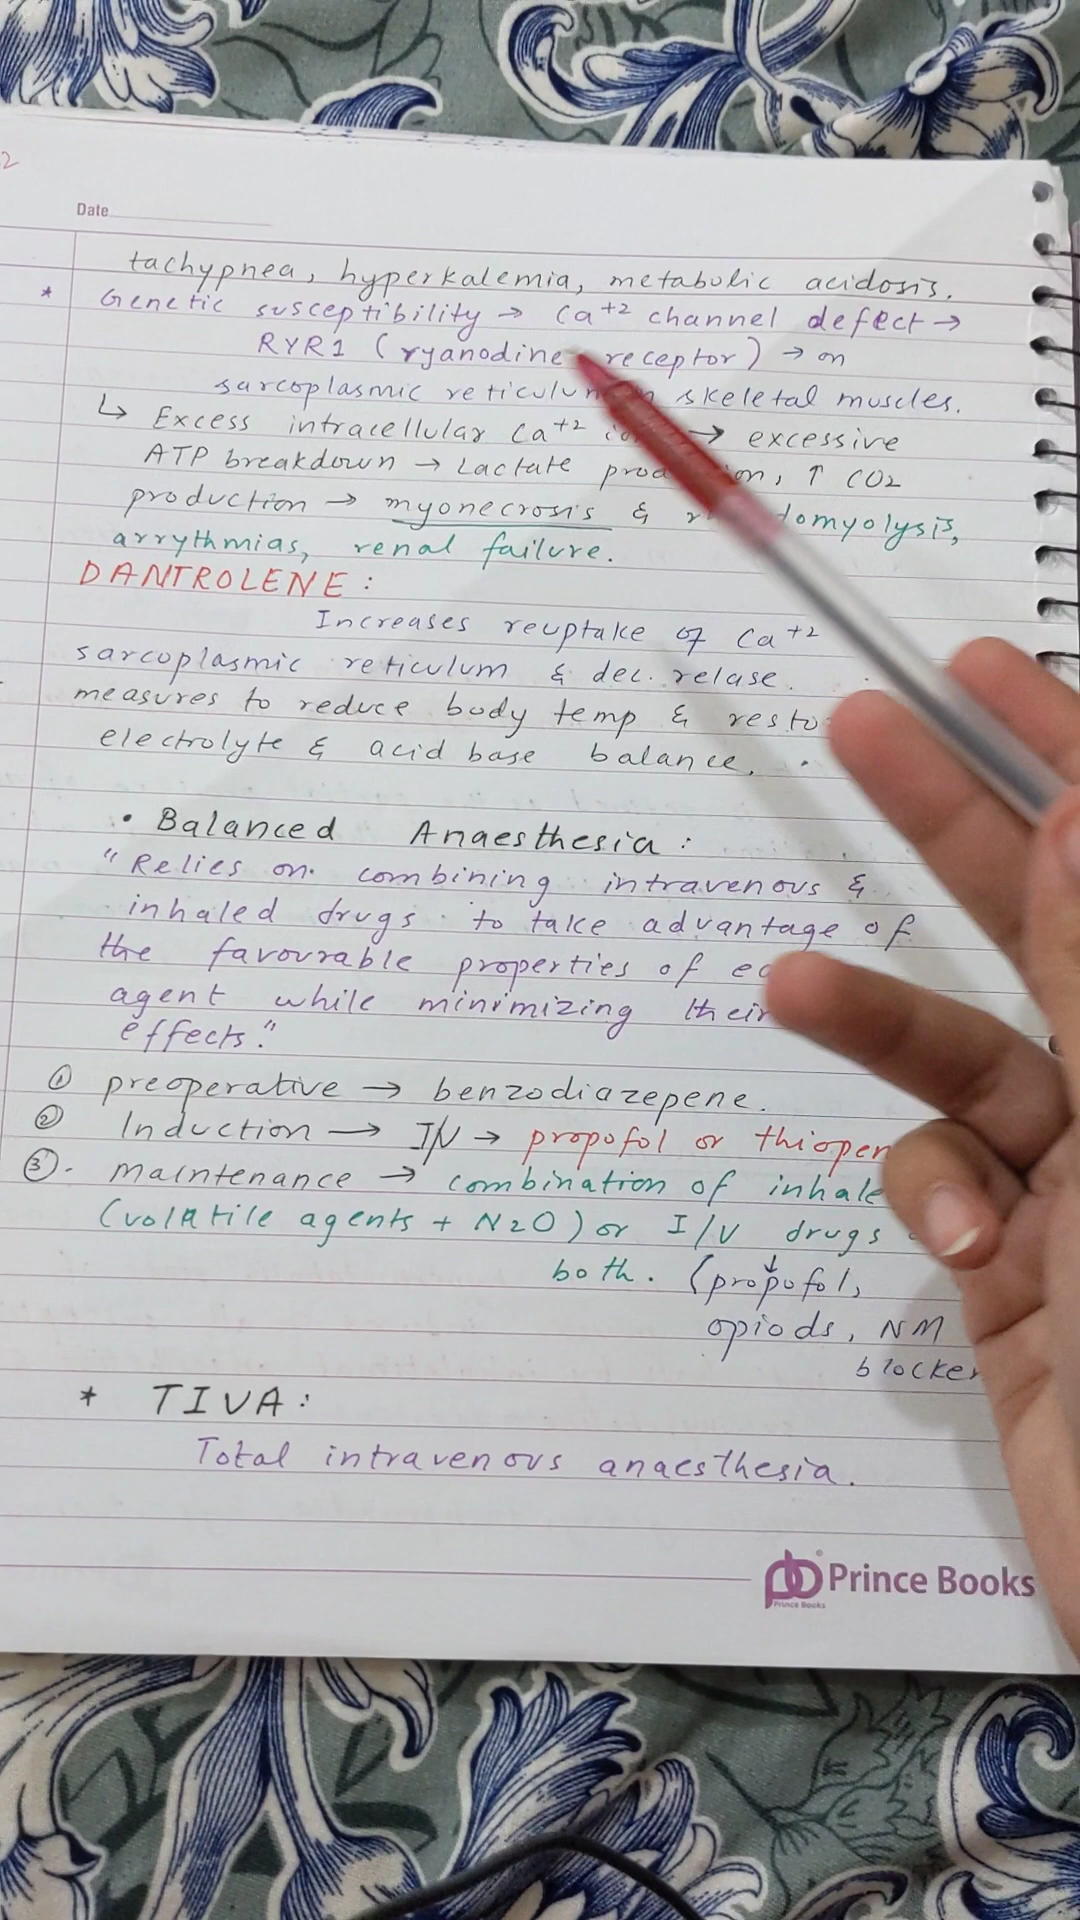 2
Date
tachypnea, hyperkalemia, metabolic acidosis.
* Genetic susceptibility → Ca+2 channel defect →
RYR1 (ryanodine receptor) → on
sarcoplasmic reticulum skeletal muscles.
↳ Excess intracellular Ca+2 → excessive
ATP breakdown → Lactate , ↑ CO2
production → myonecrosis &
arrythmias, renal failure.
DANTROLENE :
Increases reuptake of Ca+2
sarcoplasmic reticulum & dec. relase.
measures to reduce body temp &
electrolyte & acid base balance.
• Balanced Anaesthesia :
"Relies on combining intravenous &
inhaled drugs to take advantage of
the favourable properties of
agent while minimizing their
effects."
① preoperative → benzodiazepene.
② Induction → I/V → propofol or
③. maintenance → combination of
(volatile agents + N2O) or I/V drugs
both. (propofol,
opiods, NM
blocker
* TIVA :
Total intravenous anaesthesia.
pb Prince Books
Prince Books